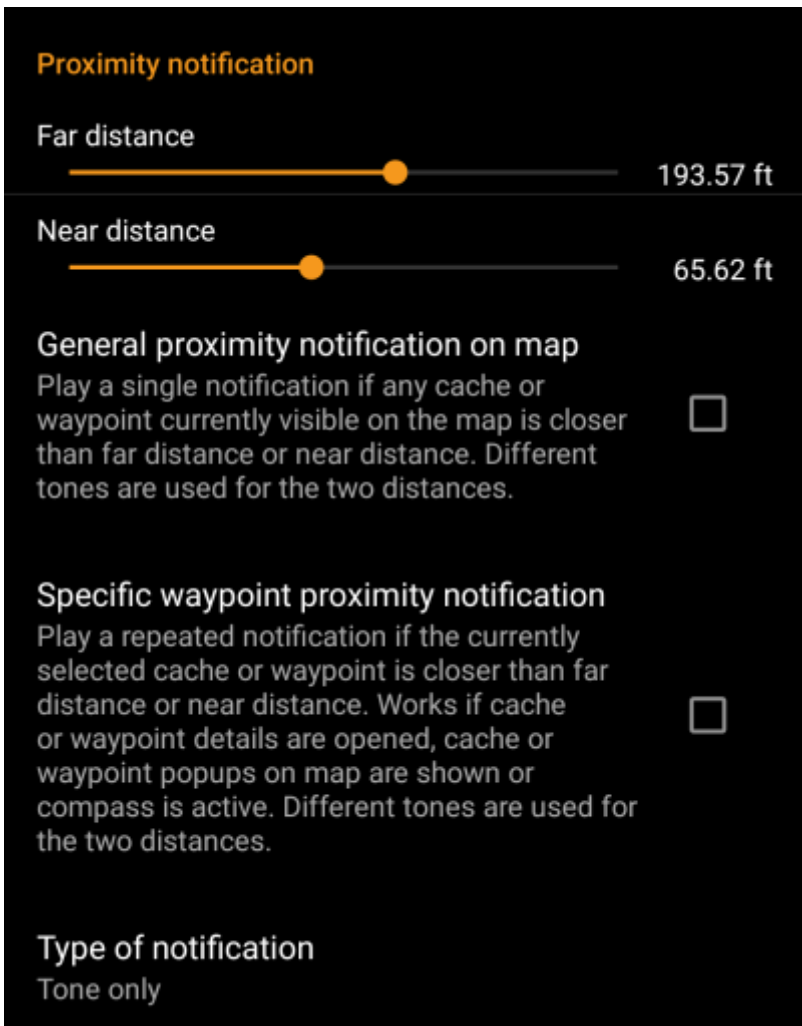 Proximity notification
Far distance
193.57 ft
Near distance
65.62 ft
General proximity notification on map
Play a single notification if any cache or
waypoint currently visible on the map is closer
than far distance or near distance. Different
tones are used for the two distances.
Specific waypoint proximity notification
Play a repeated notification if the currently
selected cache or waypoint is closer than far
distance or near distance. Works if cache
or waypoint details are opened, cache or
waypoint popups on map are shown or
compass is active. Different tones are used for
the two distances.
Type of notification
Tone only